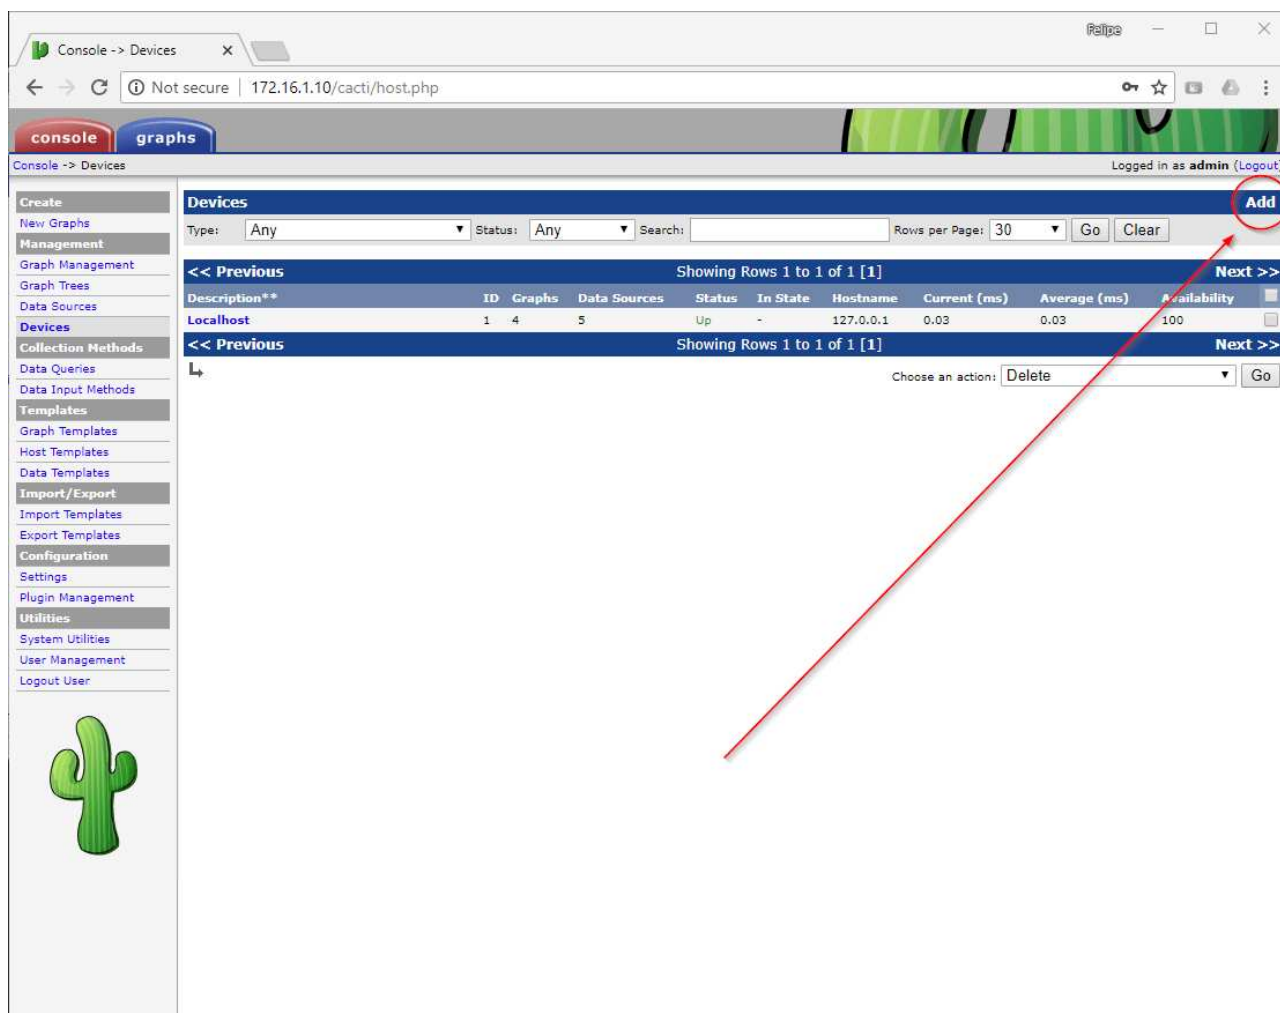 Felipe
Console -> Devices
Not secure | 172.16.1.10/cacti/host.php
console graphs
Console -> Devices
Logged in as admin (Logout)
Create
New Graphs
Management
Graph Management
Graph Trees
Data Sources
Devices
Collection Methods
Data Queries
Data Input Methods
Templates
Graph Templates
Host Templates
Data Templates
Import/Export
Import Templates
Export Templates
Configuration
Settings
Plugin Management
Utilities
System Utilities
User Management
Logout User
Devices Add
Type: Any Status: Any Search: Rows per Page: 30 Go Clear
<< Previous Showing Rows 1 to 1 of 1 [1] Next >>
Description** ID Graphs Data Sources Status In State Hostname Current (ms) Average (ms) Availability
Localhost 1 4 5 Up - 127.0.0.1 0.03 0.03 100
<< Previous Showing Rows 1 to 1 of 1 [1] Next >>
Choose an action: Delete Go